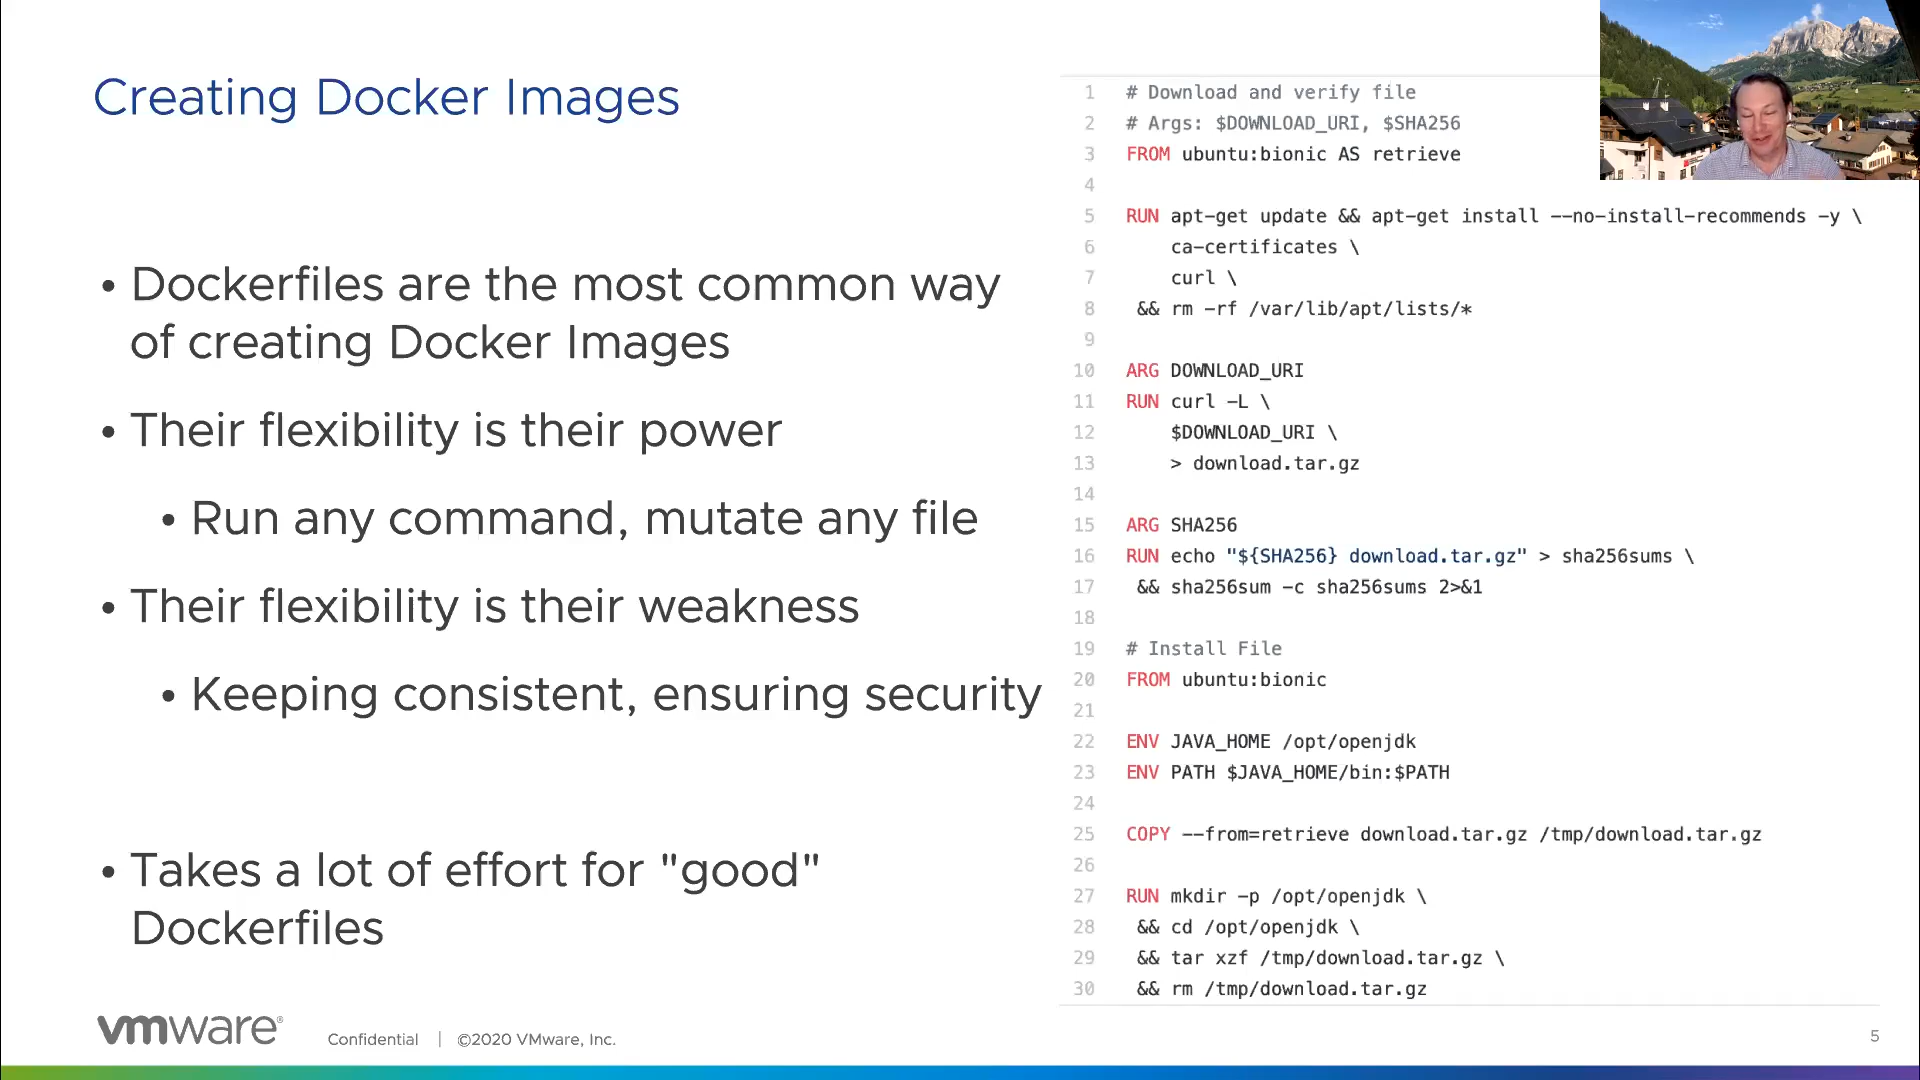 Creating Docker Images
• Dockerfiles are the most common way
of creating Docker Images
• Their flexibility is their power
• Run any command, mutate any file
• Their flexibility is their weakness
• Keeping consistent, ensuring security
• Takes a lot of effort for "good"
Dockerfiles
1 # Download and verify file
2 # Args: $DOWNLOAD_URI, $SHA256
3 FROM ubuntu:bionic AS retrieve
4
5 RUN apt-get update && apt-get install --no-install-recommends -y \
6     ca-certificates \
7     curl \
8  && rm -rf /var/lib/apt/lists/*
9
10 ARG DOWNLOAD_URI
11 RUN curl -L \
12     $DOWNLOAD_URI \
13     > download.tar.gz
14
15 ARG SHA256
16 RUN echo "${SHA256} download.tar.gz" > sha256sums \
17  && sha256sum -c sha256sums 2>&1
18
19 # Install File
20 FROM ubuntu:bionic
21
22 ENV JAVA_HOME /opt/openjdk
23 ENV PATH $JAVA_HOME/bin:$PATH
24
25 COPY --from=retrieve download.tar.gz /tmp/download.tar.gz
26
27 RUN mkdir -p /opt/openjdk \
28  && cd /opt/openjdk \
29  && tar xzf /tmp/download.tar.gz \
30  && rm /tmp/download.tar.gz
vmware® Confidential | ©2020 VMware, Inc. 5